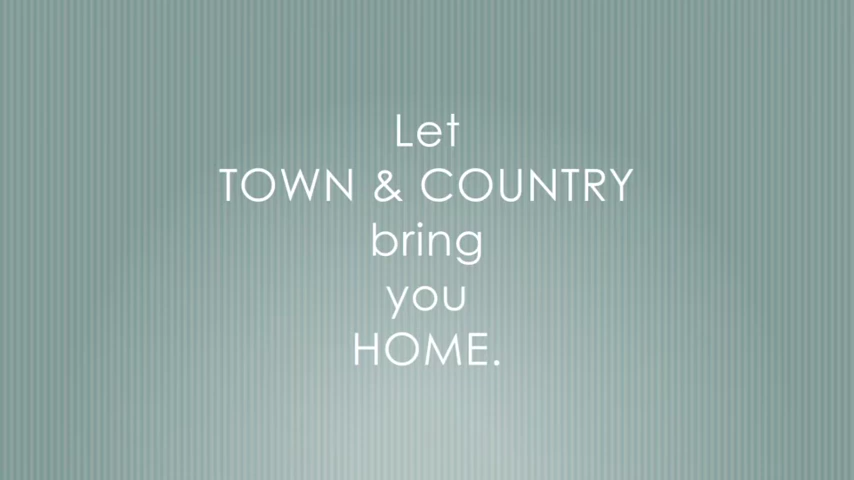 Let
TOWN & COUNTRY
bring
you
HOME.